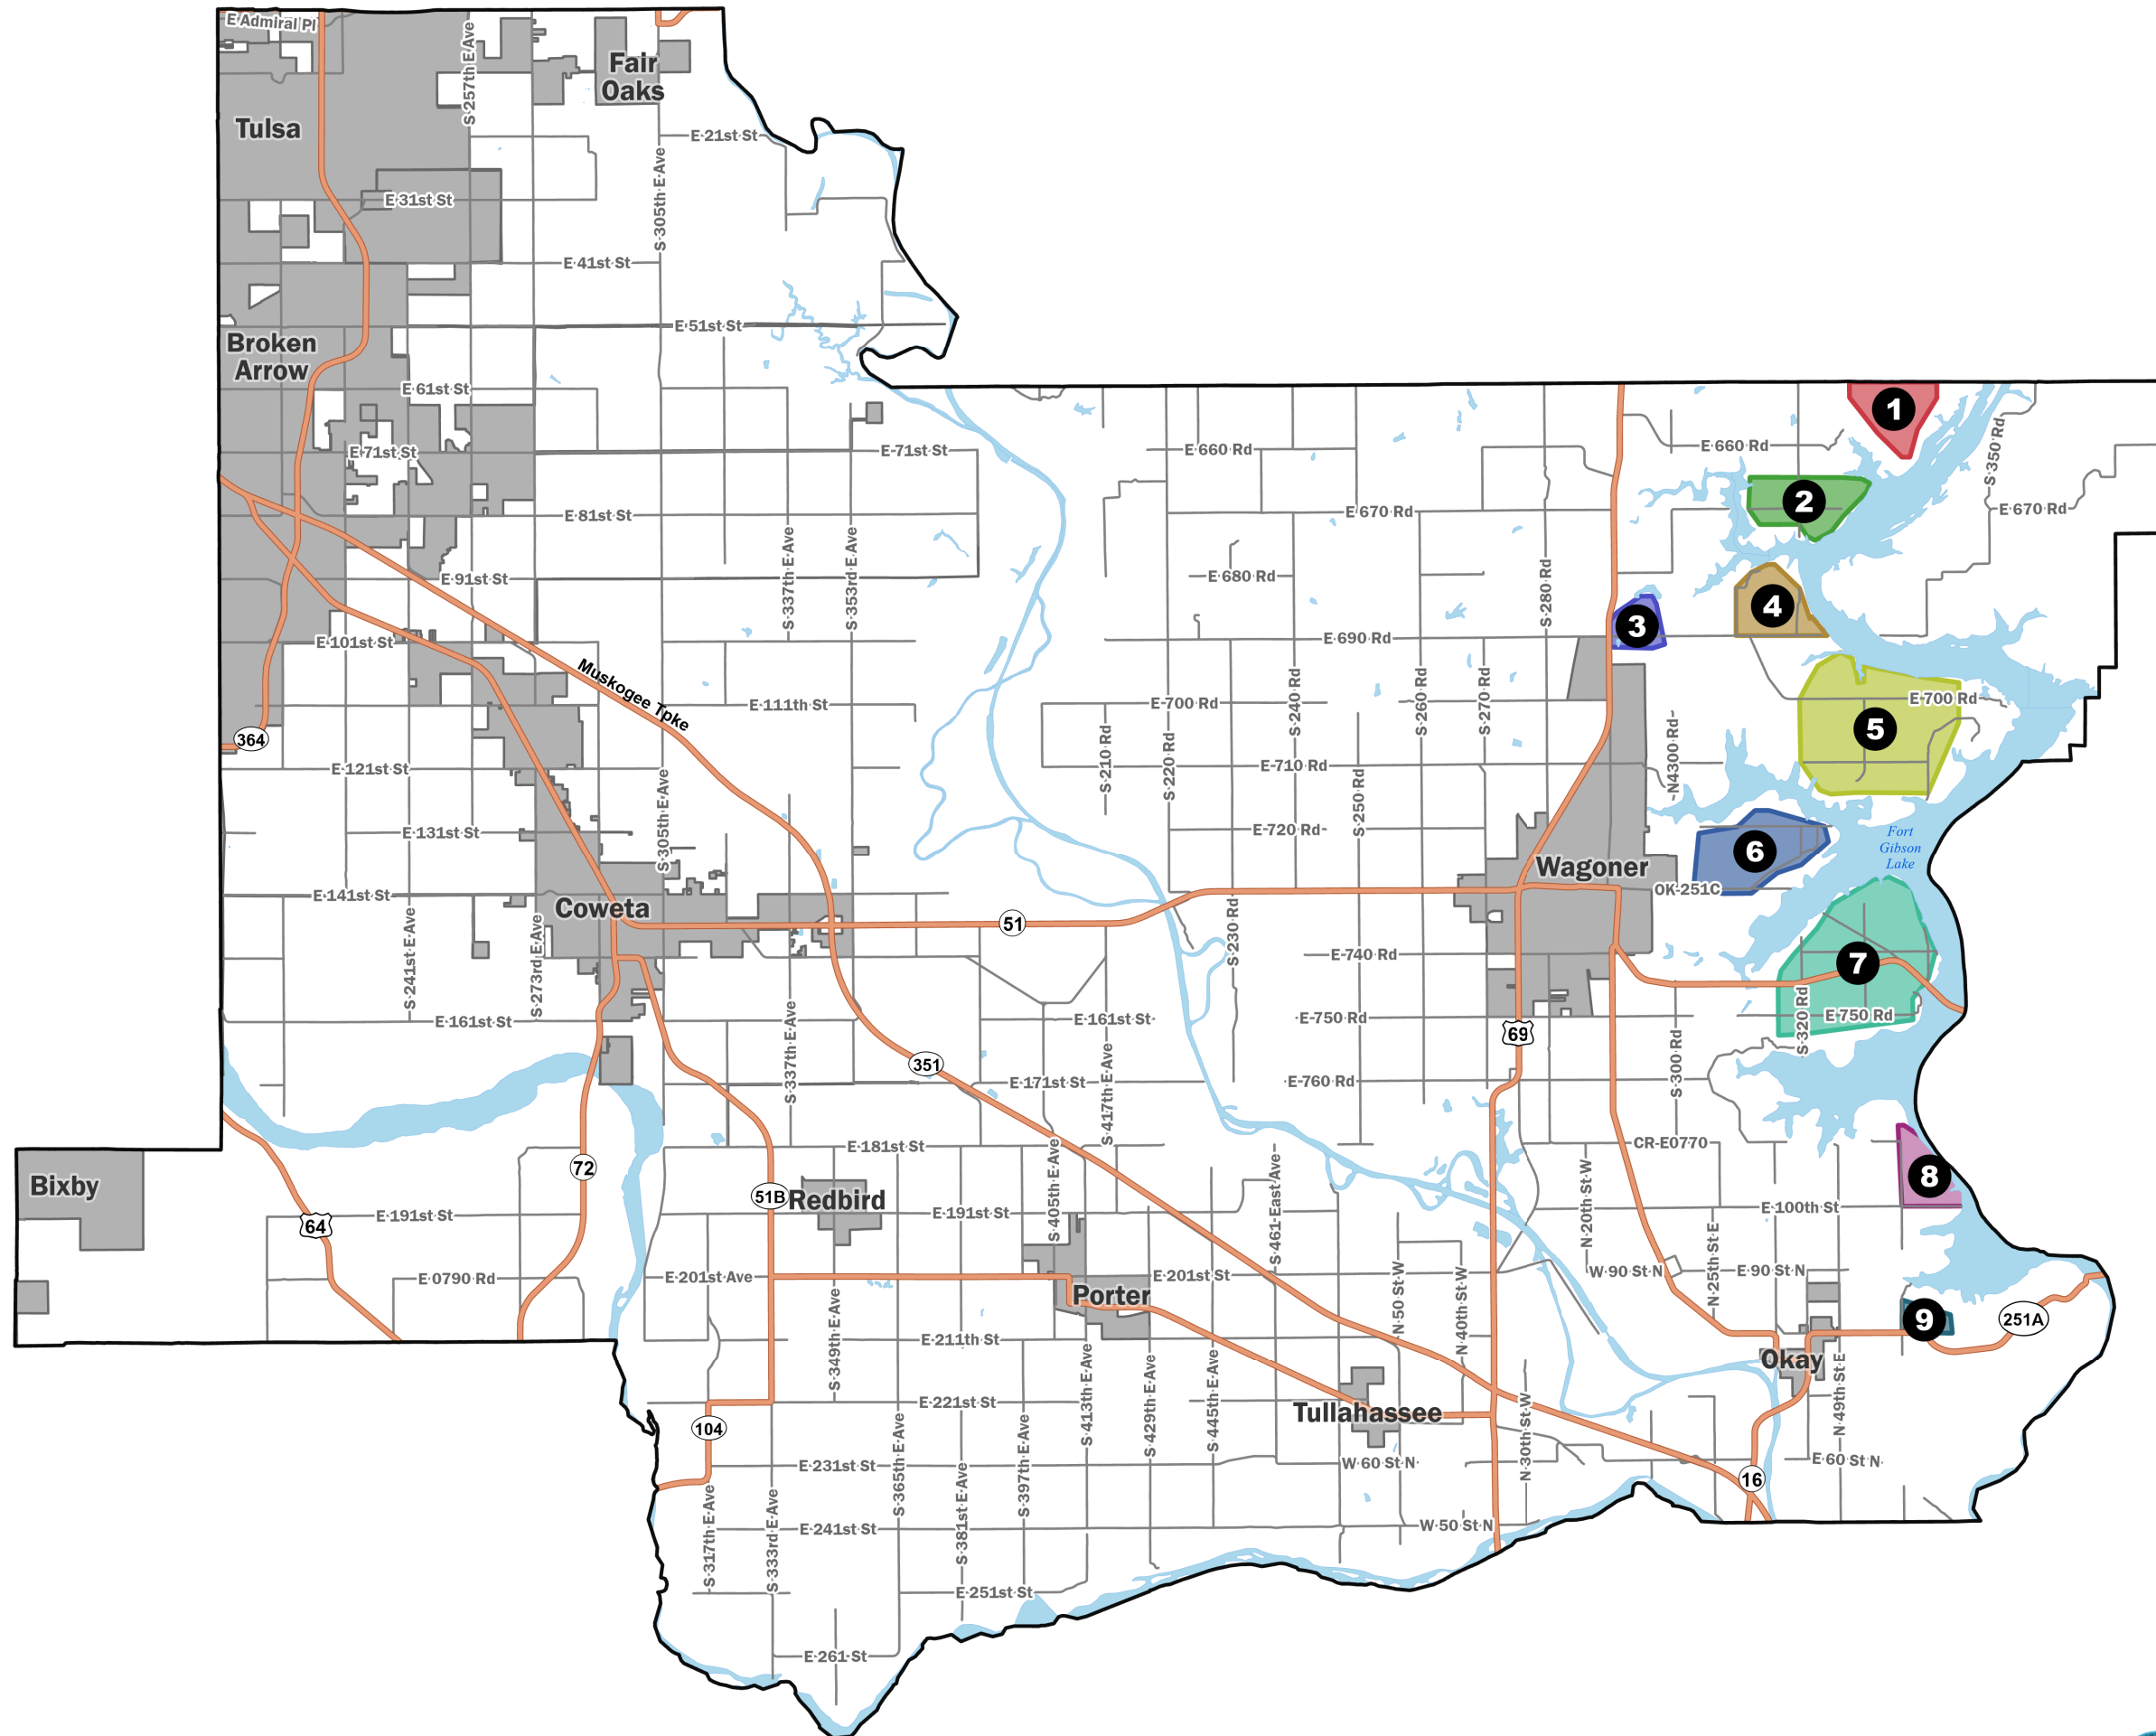 E Admiral Pl
S 257th E Ave
Fair
Oaks
Tulsa
E 21st St
S 305th E Ave
E 31st St
E 41st St
E 51st St
Broken
Arrow
E 61st St
1
E 71st St
E 71st St
E 660 Rd
E 660 Rd
S 350 Rd
2
E 81st St
E 670 Rd
E 670 Rd
S 337th E Ave
S 353rd E Ave
E 91st St
E 680 Rd
S 280 Rd
4
3
E 101st St
E 690 Rd
Muskogee Tpke
E 111th St
E 700 Rd
S 240 Rd
S 260 Rd
S 270 Rd
E 700 Rd
364
5
S 210 Rd
S 220 Rd
N4300 Rd
E 121st St
E 710 Rd
S 305th E Ave
S 250 Rd
E 131st St
E 720 Rd
Fort
Gibson
Lake
6
Wagoner
E 141st St
OK-251C
Coweta
51
S 241st E Ave
S 273rd E Ave
S 230 Rd
E 740 Rd
7
E 161st St
E 161st St
E 750 Rd
S 320 Rd
E 750 Rd
69
S 337th E Ave
351
S 417th E Ave
S 300 Rd
E 171st St
E 760 Rd
E 181st St
CR-E0770
72
Bixby
51B
Redbird
S 405th E Ave
S 461 East Ave
N 20th St W
8
64
E 191st St
E 191st St
E 100th St
E 0790 Rd
E 201st Ave
E 201st St
W 90 St N
E 90 St N
N 25th St E
Porter
N 50 St W
N 40th St W
9
251A
E 211th St
S 349th E Ave
Okay
S 413th E Ave
S 429th E Ave
S 445th E Ave
N 49th St E
E 221st St
Tullahassee
104
S 365th E Ave
S 397th E Ave
N 30th St W
E 231st St
W 60 St N
E 60 St N
16
S 317th E Ave
S 333rd E Ave
S 381st E Ave
E 241st St
W 50 St N
E 251st St
E 261 St